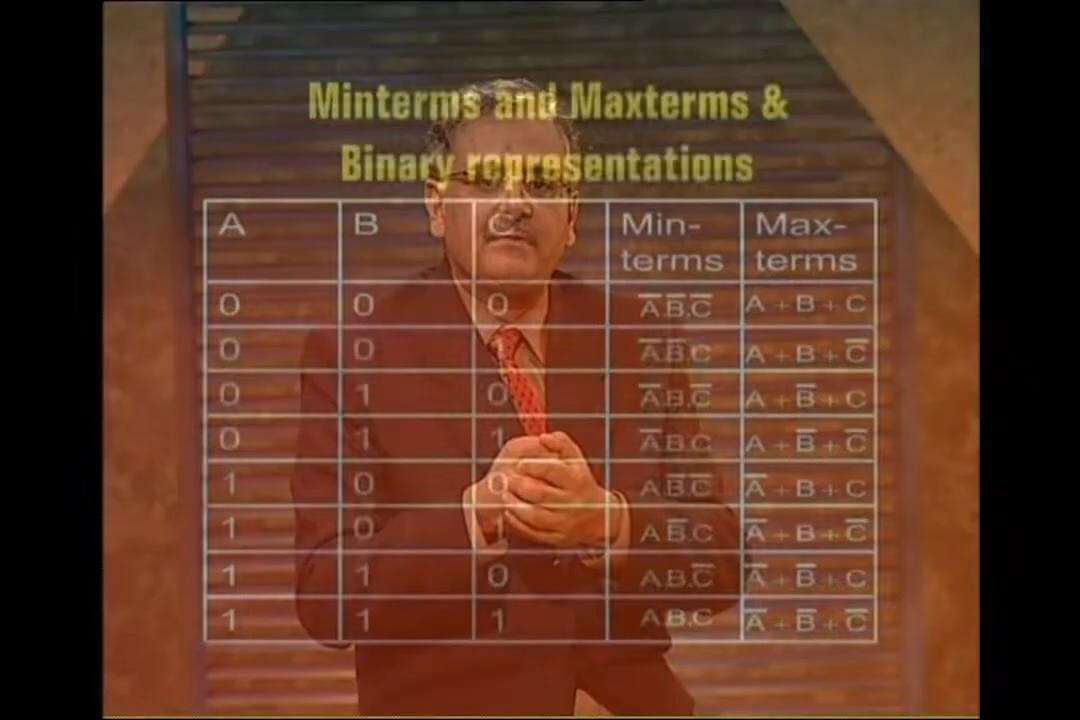 Minterms and Maxterms &
Binary representations
A B C Min-terms Max-terms
0 0 0 A̅.B̅.C̅ A + B + C
0 0 A̅.B̅.C A + B + C̅
0 1 0 A̅.B.C̅ A + B̅ + C
0 1 1 A̅.B.C A + B̅ + C̅
1 0 0 A.B̅.C̅ A̅ + B + C
1 0 1 A.B̅.C A̅ + B + C̅
1 1 0 A.B.C̅ A̅ + B̅ + C
1 1 1 A.B.C A̅ + B̅ + C̅